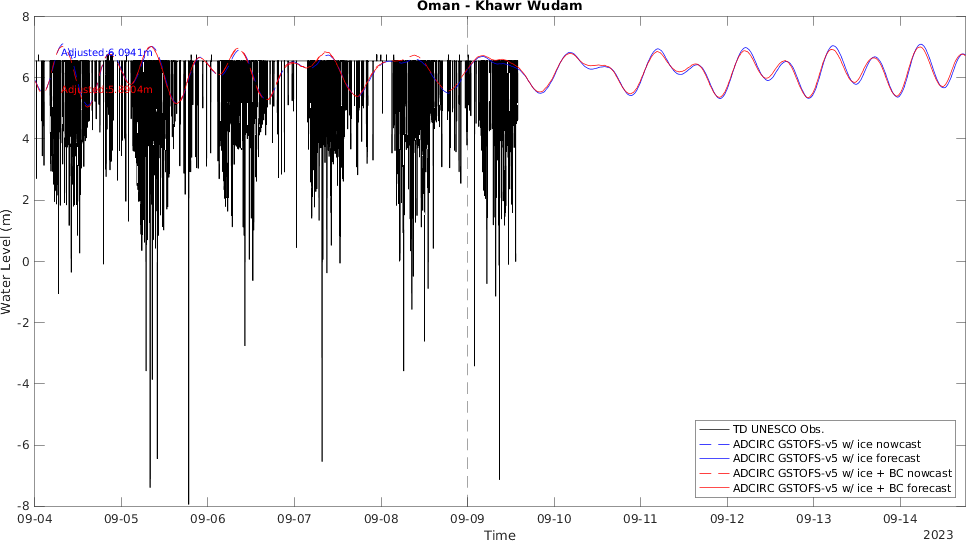 Oman - Khawr Wudam
8
6
4
2
0
-2
-4
-6
-8
Water Level (m)
Adjusted:6.0941m
TD UNESCO Obs.
ADCIRC GSTOFS-v5 w/ ice nowcast
ADCIRC GSTOFS-v5 w/ ice forecast
ADCIRC GSTOFS-v5 w/ ice + BC nowcast
ADCIRC GSTOFS-v5 w/ ice + BC forecast
09-04
09-05
09-06
09-07
09-08
09-09
09-10
09-11
09-12
09-13
09-14
Time
2023